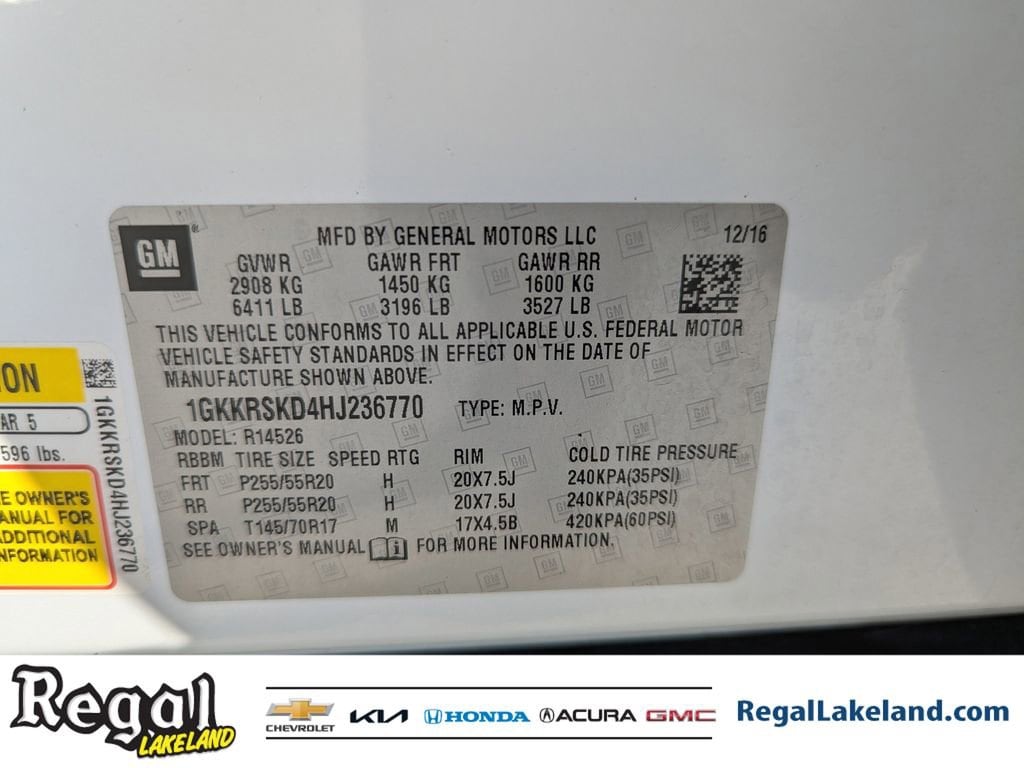 GM
MFD BY GENERAL MOTORS LLC 12/16
GVWR GAWR FRT GAWR RR
2908 KG 1450 KG 1600 KG
6411 LB 3196 LB 3527 LB
THIS VEHICLE CONFORMS TO ALL APPLICABLE U.S. FEDERAL MOTOR
VEHICLE SAFETY STANDARDS IN EFFECT ON THE DATE OF
MANUFACTURE SHOWN ABOVE.
1GKKRSKD4HJ236770 TYPE: M.P.V.
MODEL: R14526
RBBM TIRE SIZE SPEED RTG RIM COLD TIRE PRESSURE
FRT P255/55R20 H 20X7.5J 240KPA(35PSI)
RR P255/55R20 H 20X7.5J 240KPA(35PSI)
SPA T145/70R17 M 17X4.5B 420KPA(60PSI)
SEE OWNER'S MANUAL FOR MORE INFORMATION.
ION
AR 5
596 lbs.
E OWNER'S
ANUAL FOR
ADDITIONAL
NFORMATION
1GKKRSKD4HJ236770
Regal
LAKELAND
CHEVROLET KIA HONDA ACURA GMC
RegalLakeland.com